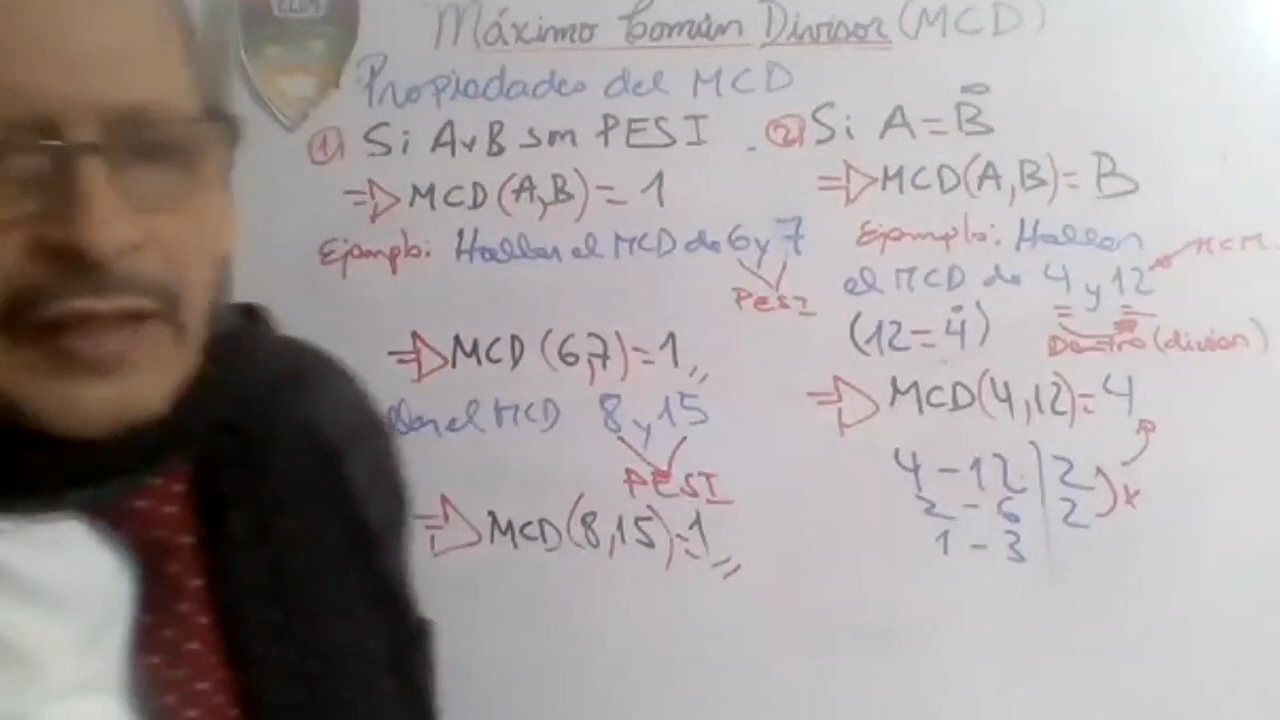 ELIM
Máximo Común Divisor (MCD)
Propiedades del MCD
① Si A y B son PESI
⇒ MCD(A,B) = 1
Ejemplo: Hallar el MCD de 6 y 7
PESI
⇒ MCD (6,7) = 1,,
el MCD 8 y 15
PESI
⇒ MCD(8,15) = 1,,
② Si A = B̊
⇒ MCD(A,B) = B
Ejemplo: Hallar
el MCD de 4 y 12
MCM
(12 = 4̊)
Dentro (division)
⇒ MCD(4,12) = 4
4 - 12 | 2
2 - 6 | 2
1 - 3
x